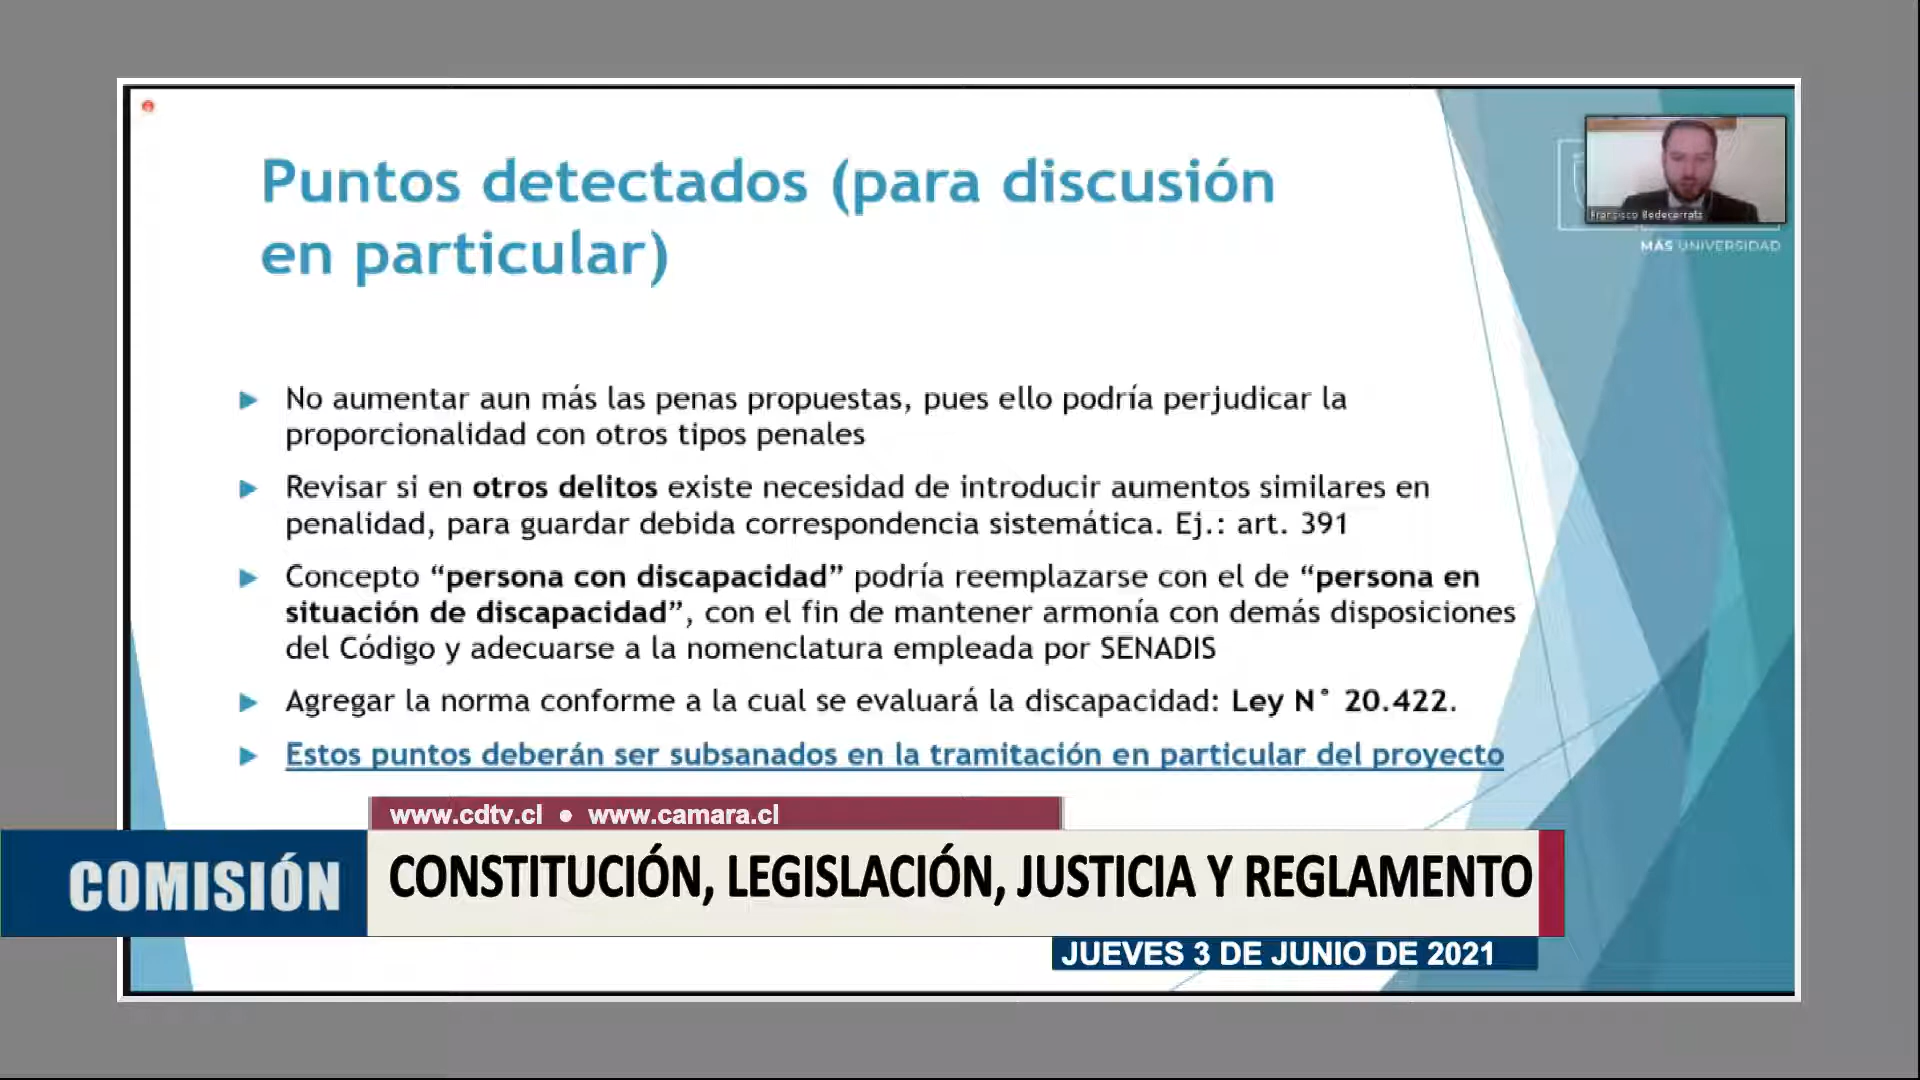 Puntos detectados (para discusión
en particular)
Francisco Bedecarratz
MÁS UNIVERSIDAD
No aumentar aun más las penas propuestas, pues ello podría perjudicar la
proporcionalidad con otros tipos penales
Revisar si en otros delitos existe necesidad de introducir aumentos similares en
penalidad, para guardar debida correspondencia sistemática. Ej.: art. 391
Concepto “persona con discapacidad” podría reemplazarse con el de “persona en
situación de discapacidad”, con el fin de mantener armonía con demás disposiciones
del Código y adecuarse a la nomenclatura empleada por SENADIS
Agregar la norma conforme a la cual se evaluará la discapacidad: Ley N° 20.422.
Estos puntos deberán ser subsanados en la tramitación en particular del proyecto
www.cdtv.cl • www.camara.cl
COMISIÓN
CONSTITUCIÓN, LEGISLACIÓN, JUSTICIA Y REGLAMENTO
JUEVES 3 DE JUNIO DE 2021